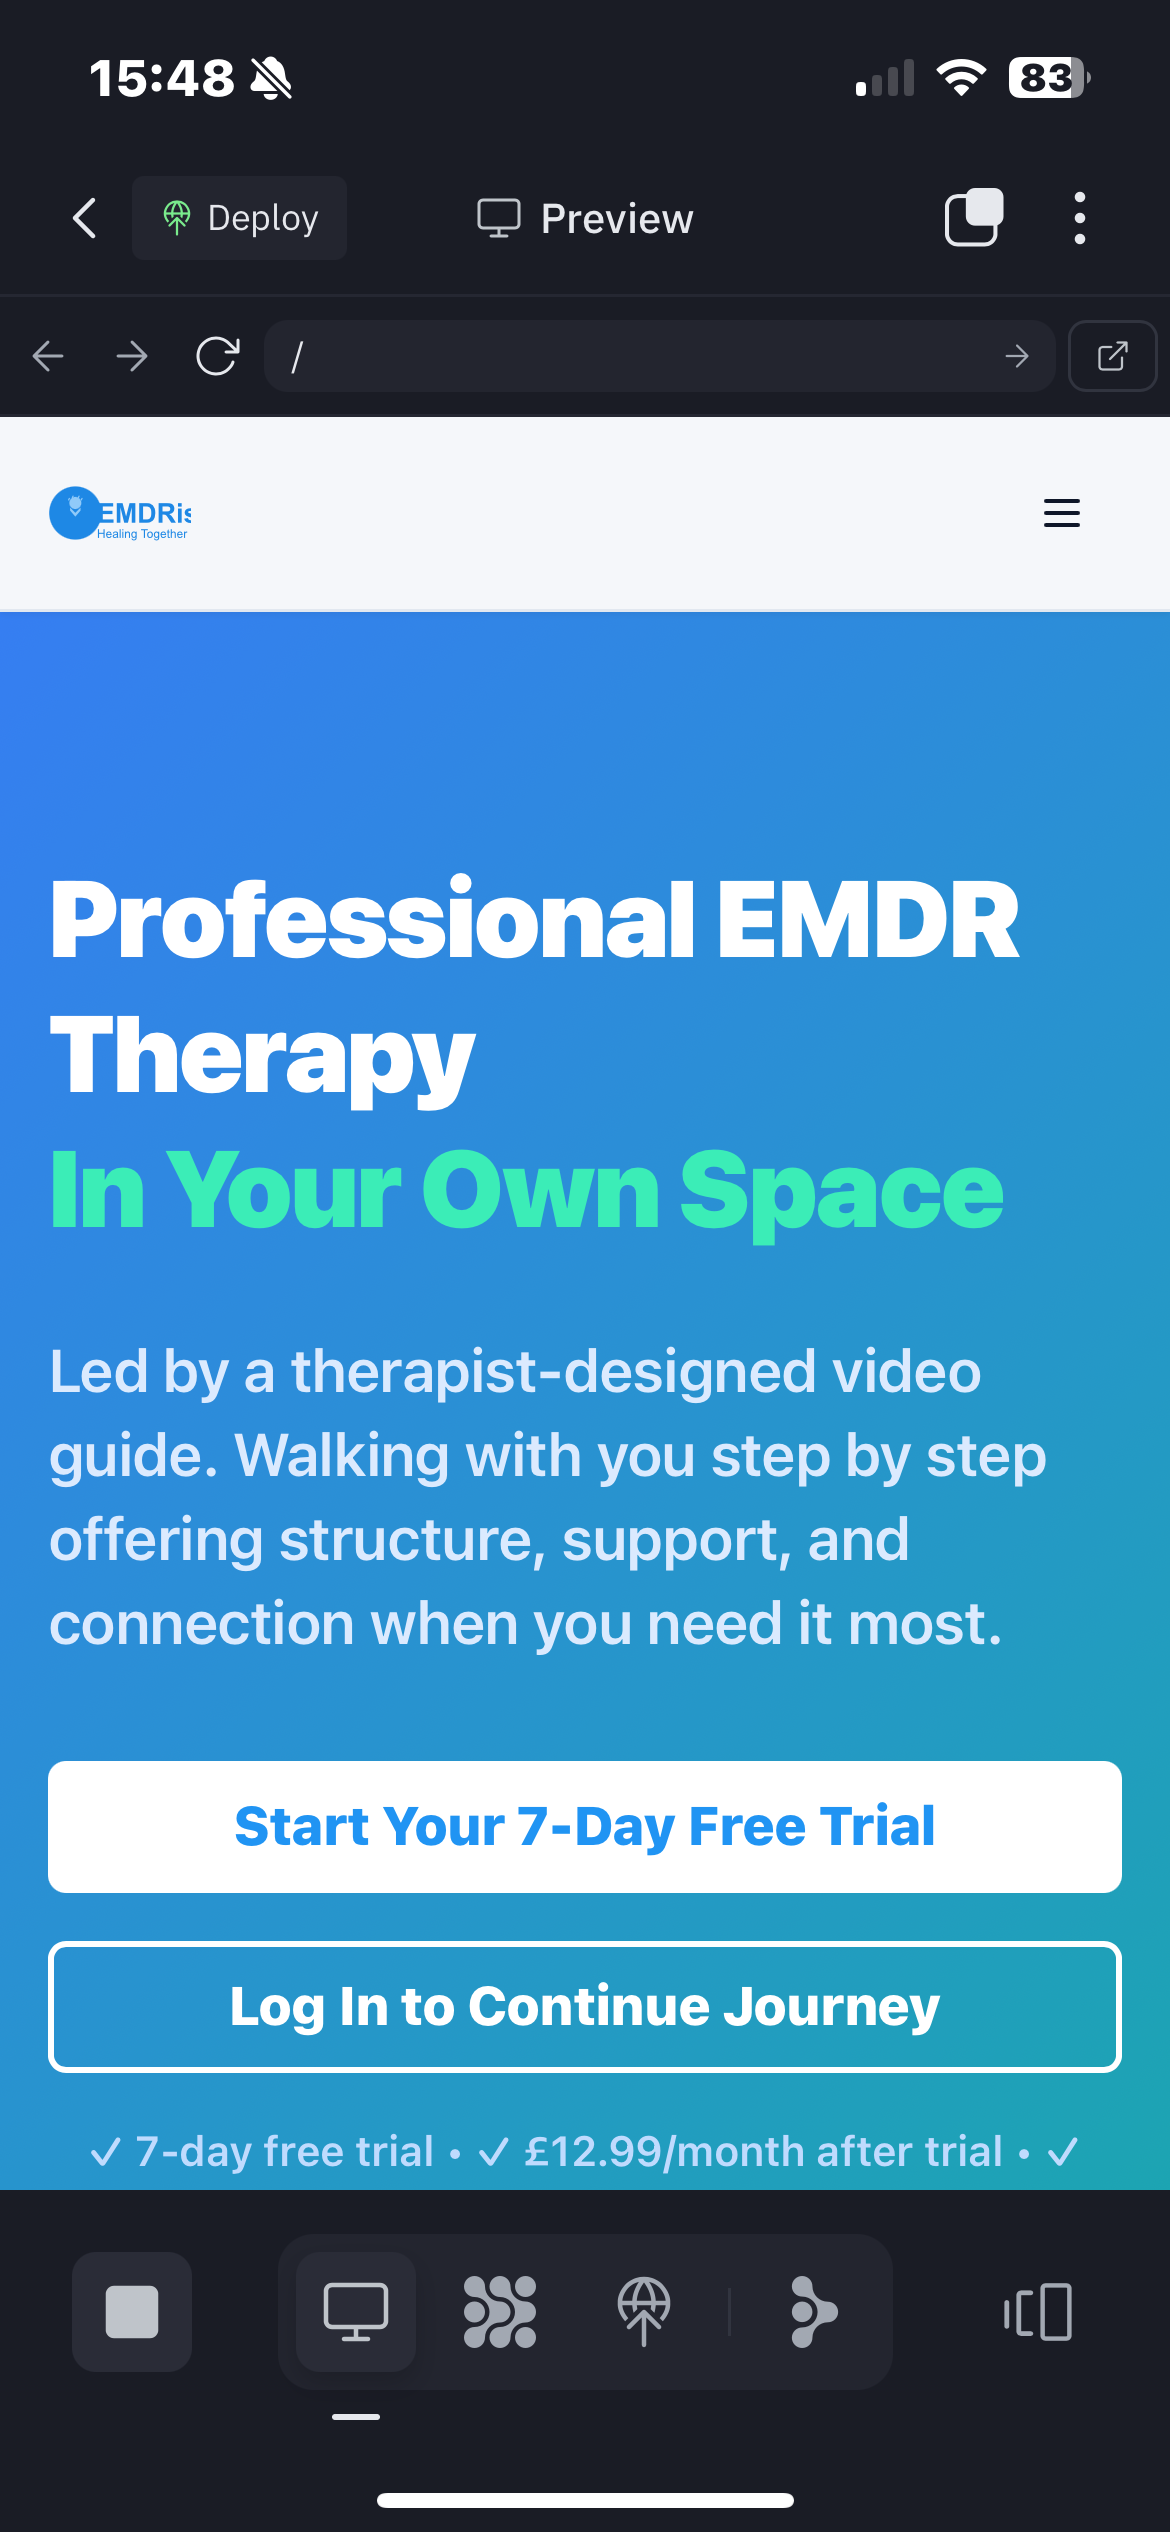 15:48
83
Deploy
Preview
/
EMDRis
Healing Together
Professional EMDR
Therapy
In Your Own Space
Led by a therapist-designed video
guide. Walking with you step by step
offering structure, support, and
connection when you need it most.
Start Your 7-Day Free Trial
Log In to Continue Journey
✓ 7-day free trial • ✓ £12.99/month after trial • ✓